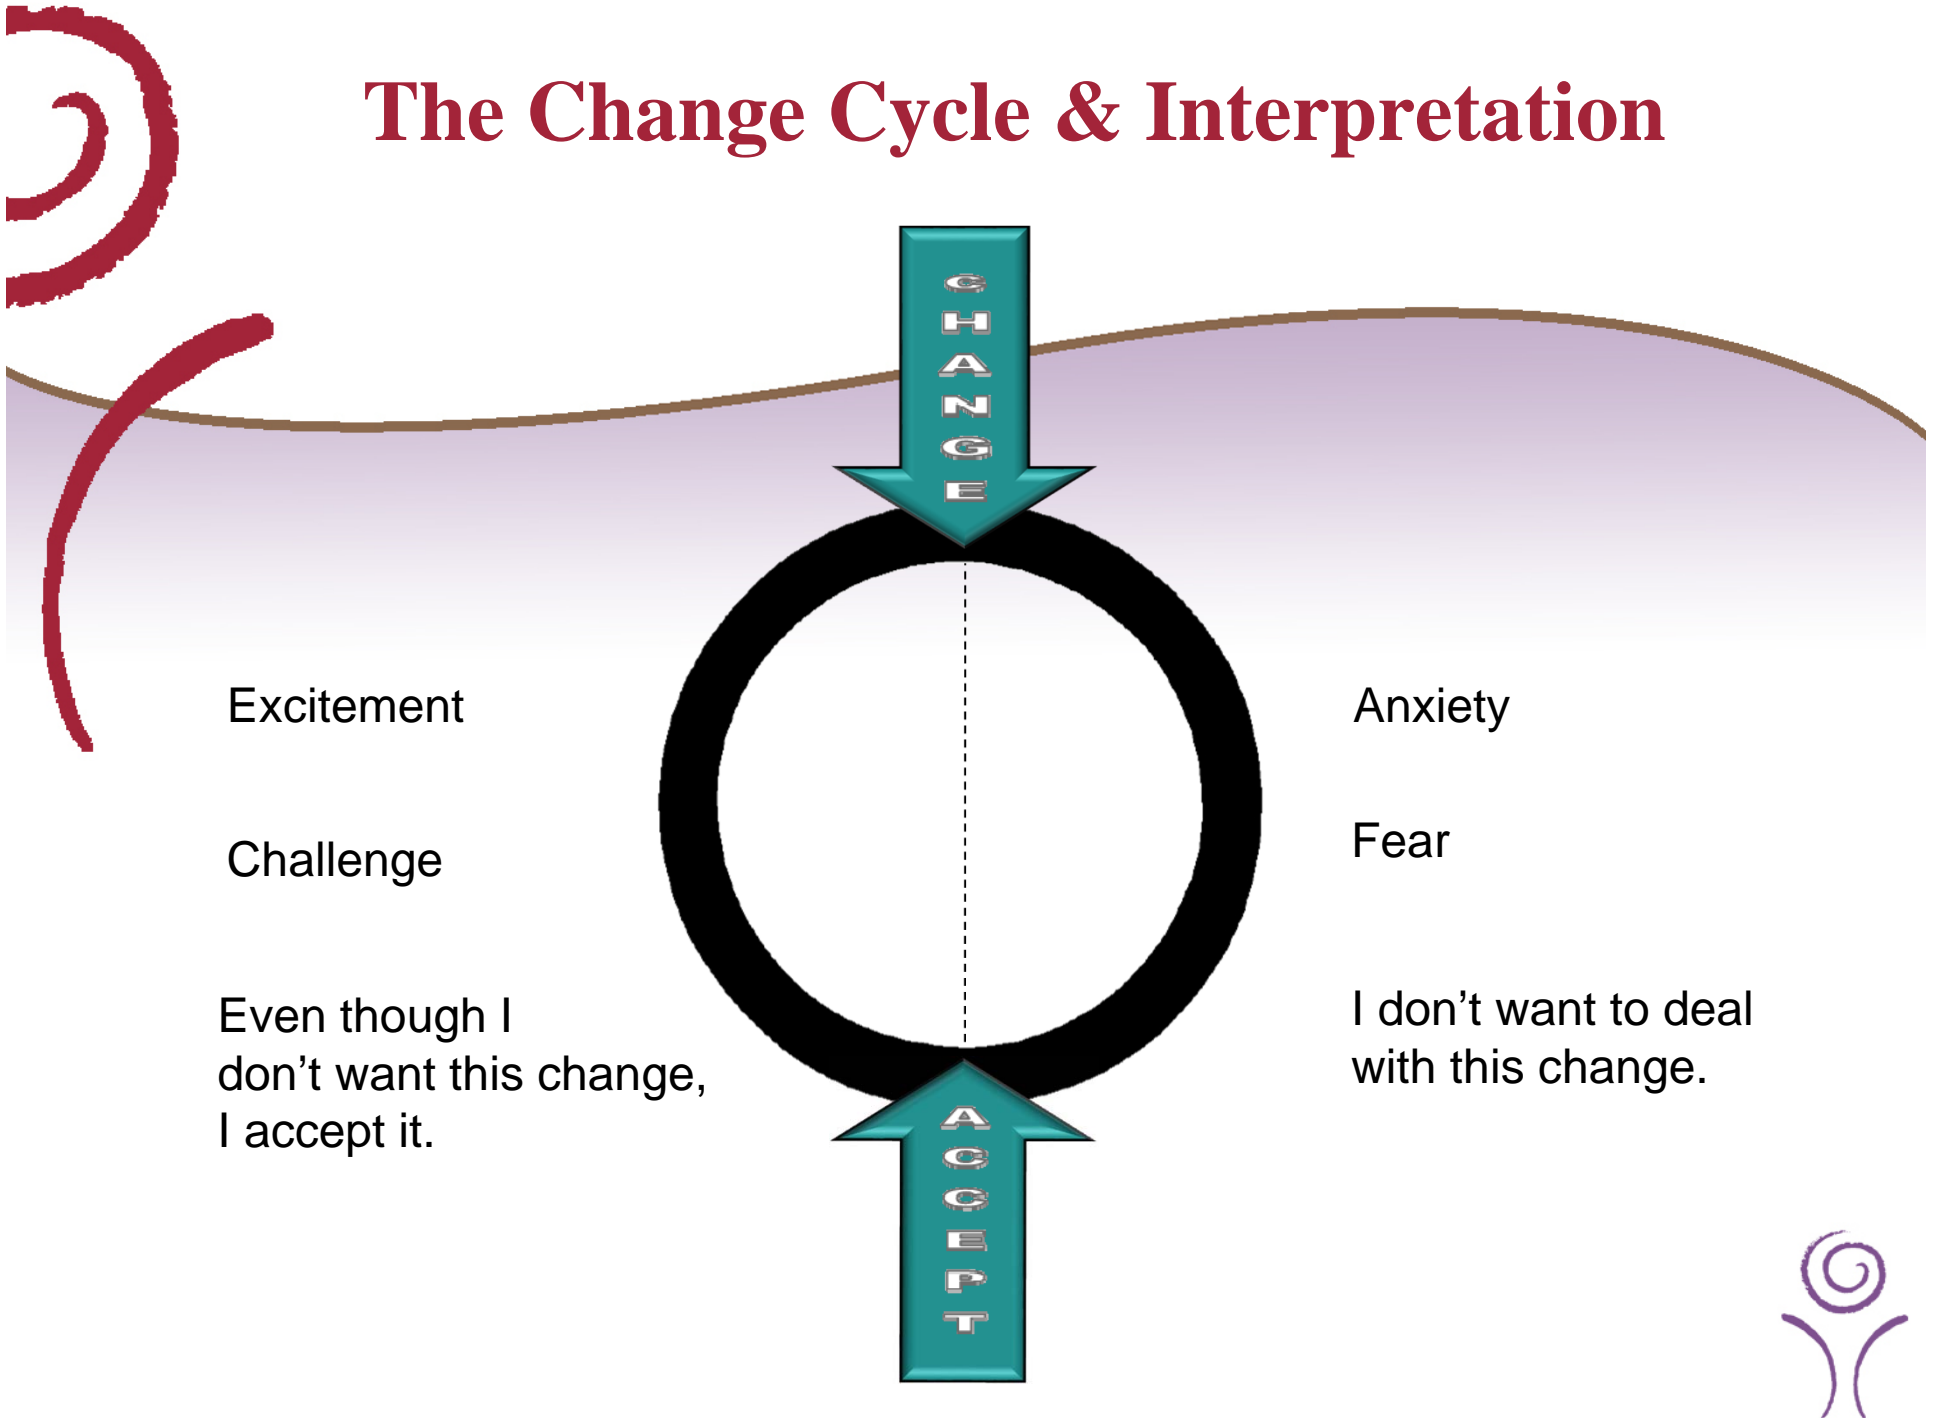 The Change Cycle & Interpretation
CHANGE
Excitement
Challenge
Even though I
don’t want this change,
I accept it.
Anxiety
Fear
I don’t want to deal
with this change.
ACCEPT